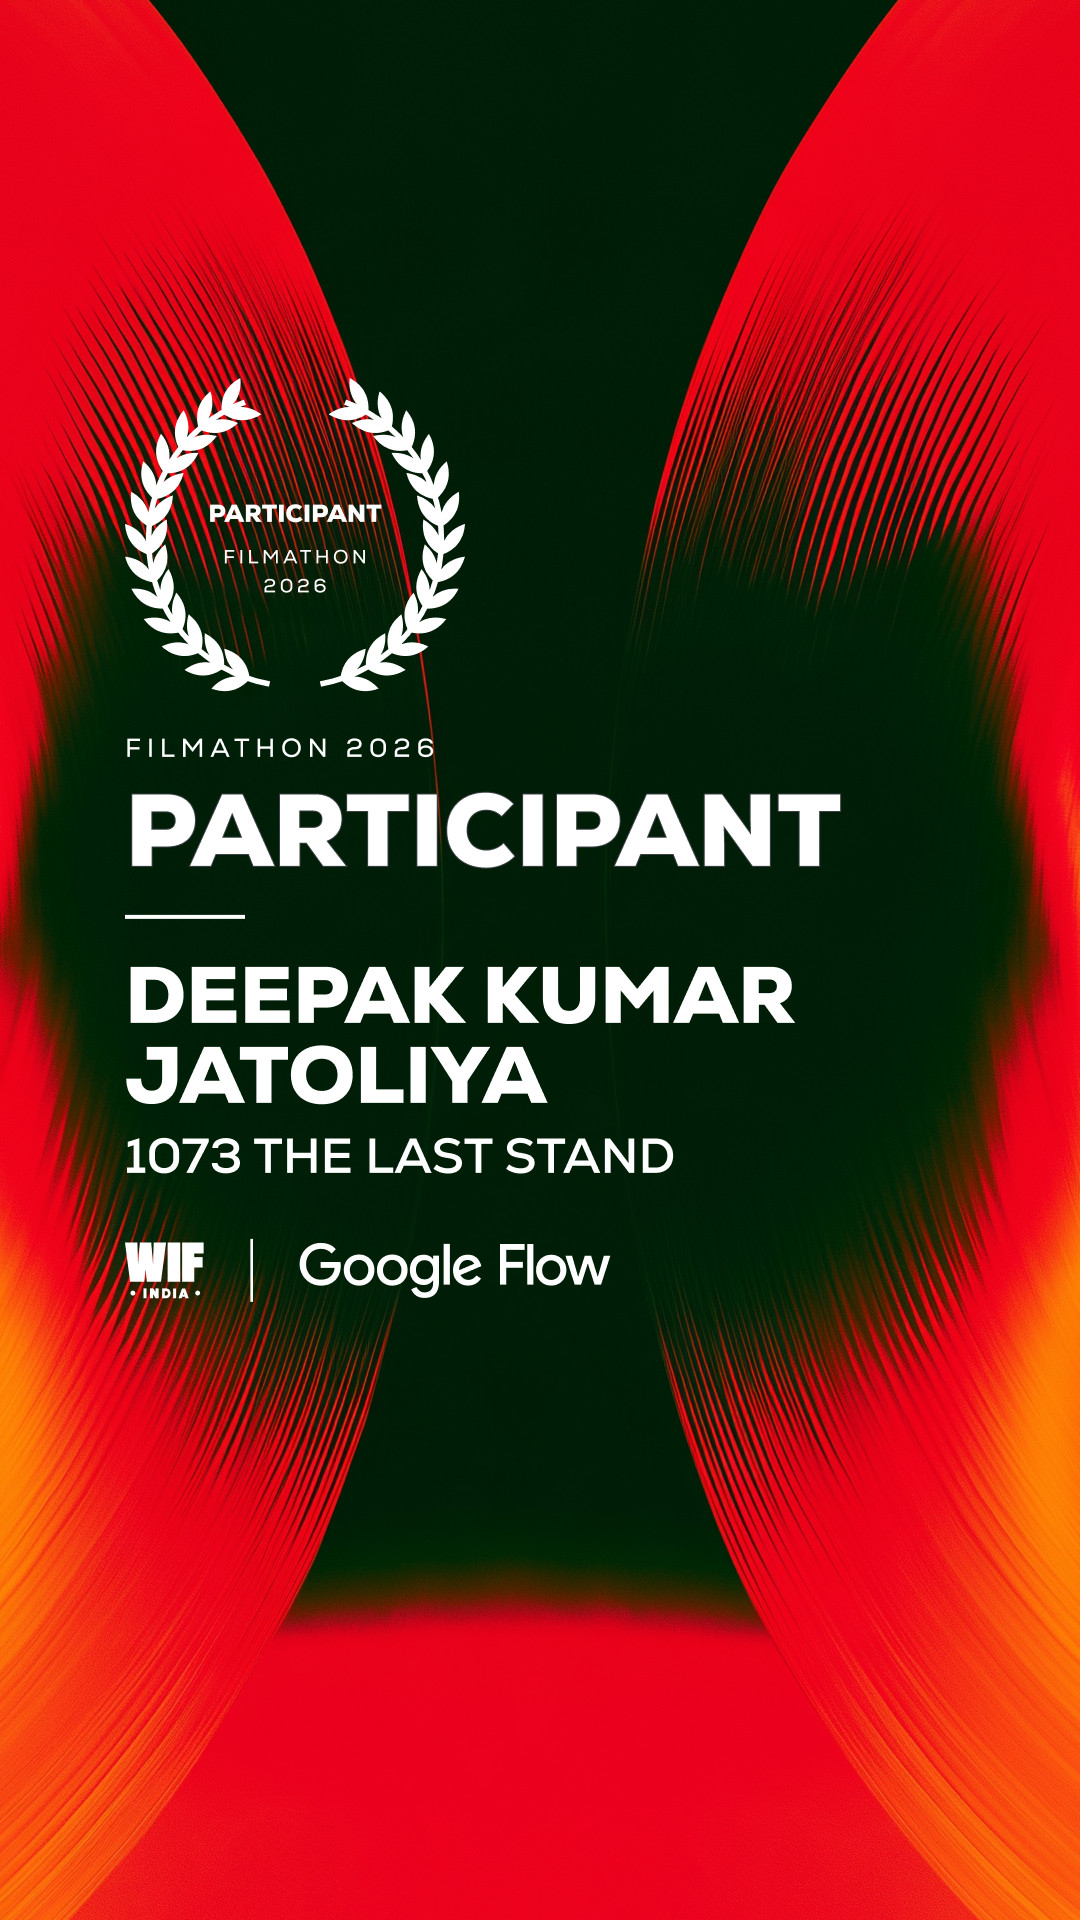 PARTICIPANT
FILMATHON
2026
FILMATHON 2026
PARTICIPANT
DEEPAK KUMAR
JATOLIYA
1073 THE LAST STAND
WIF
• INDIA •
Google Flow